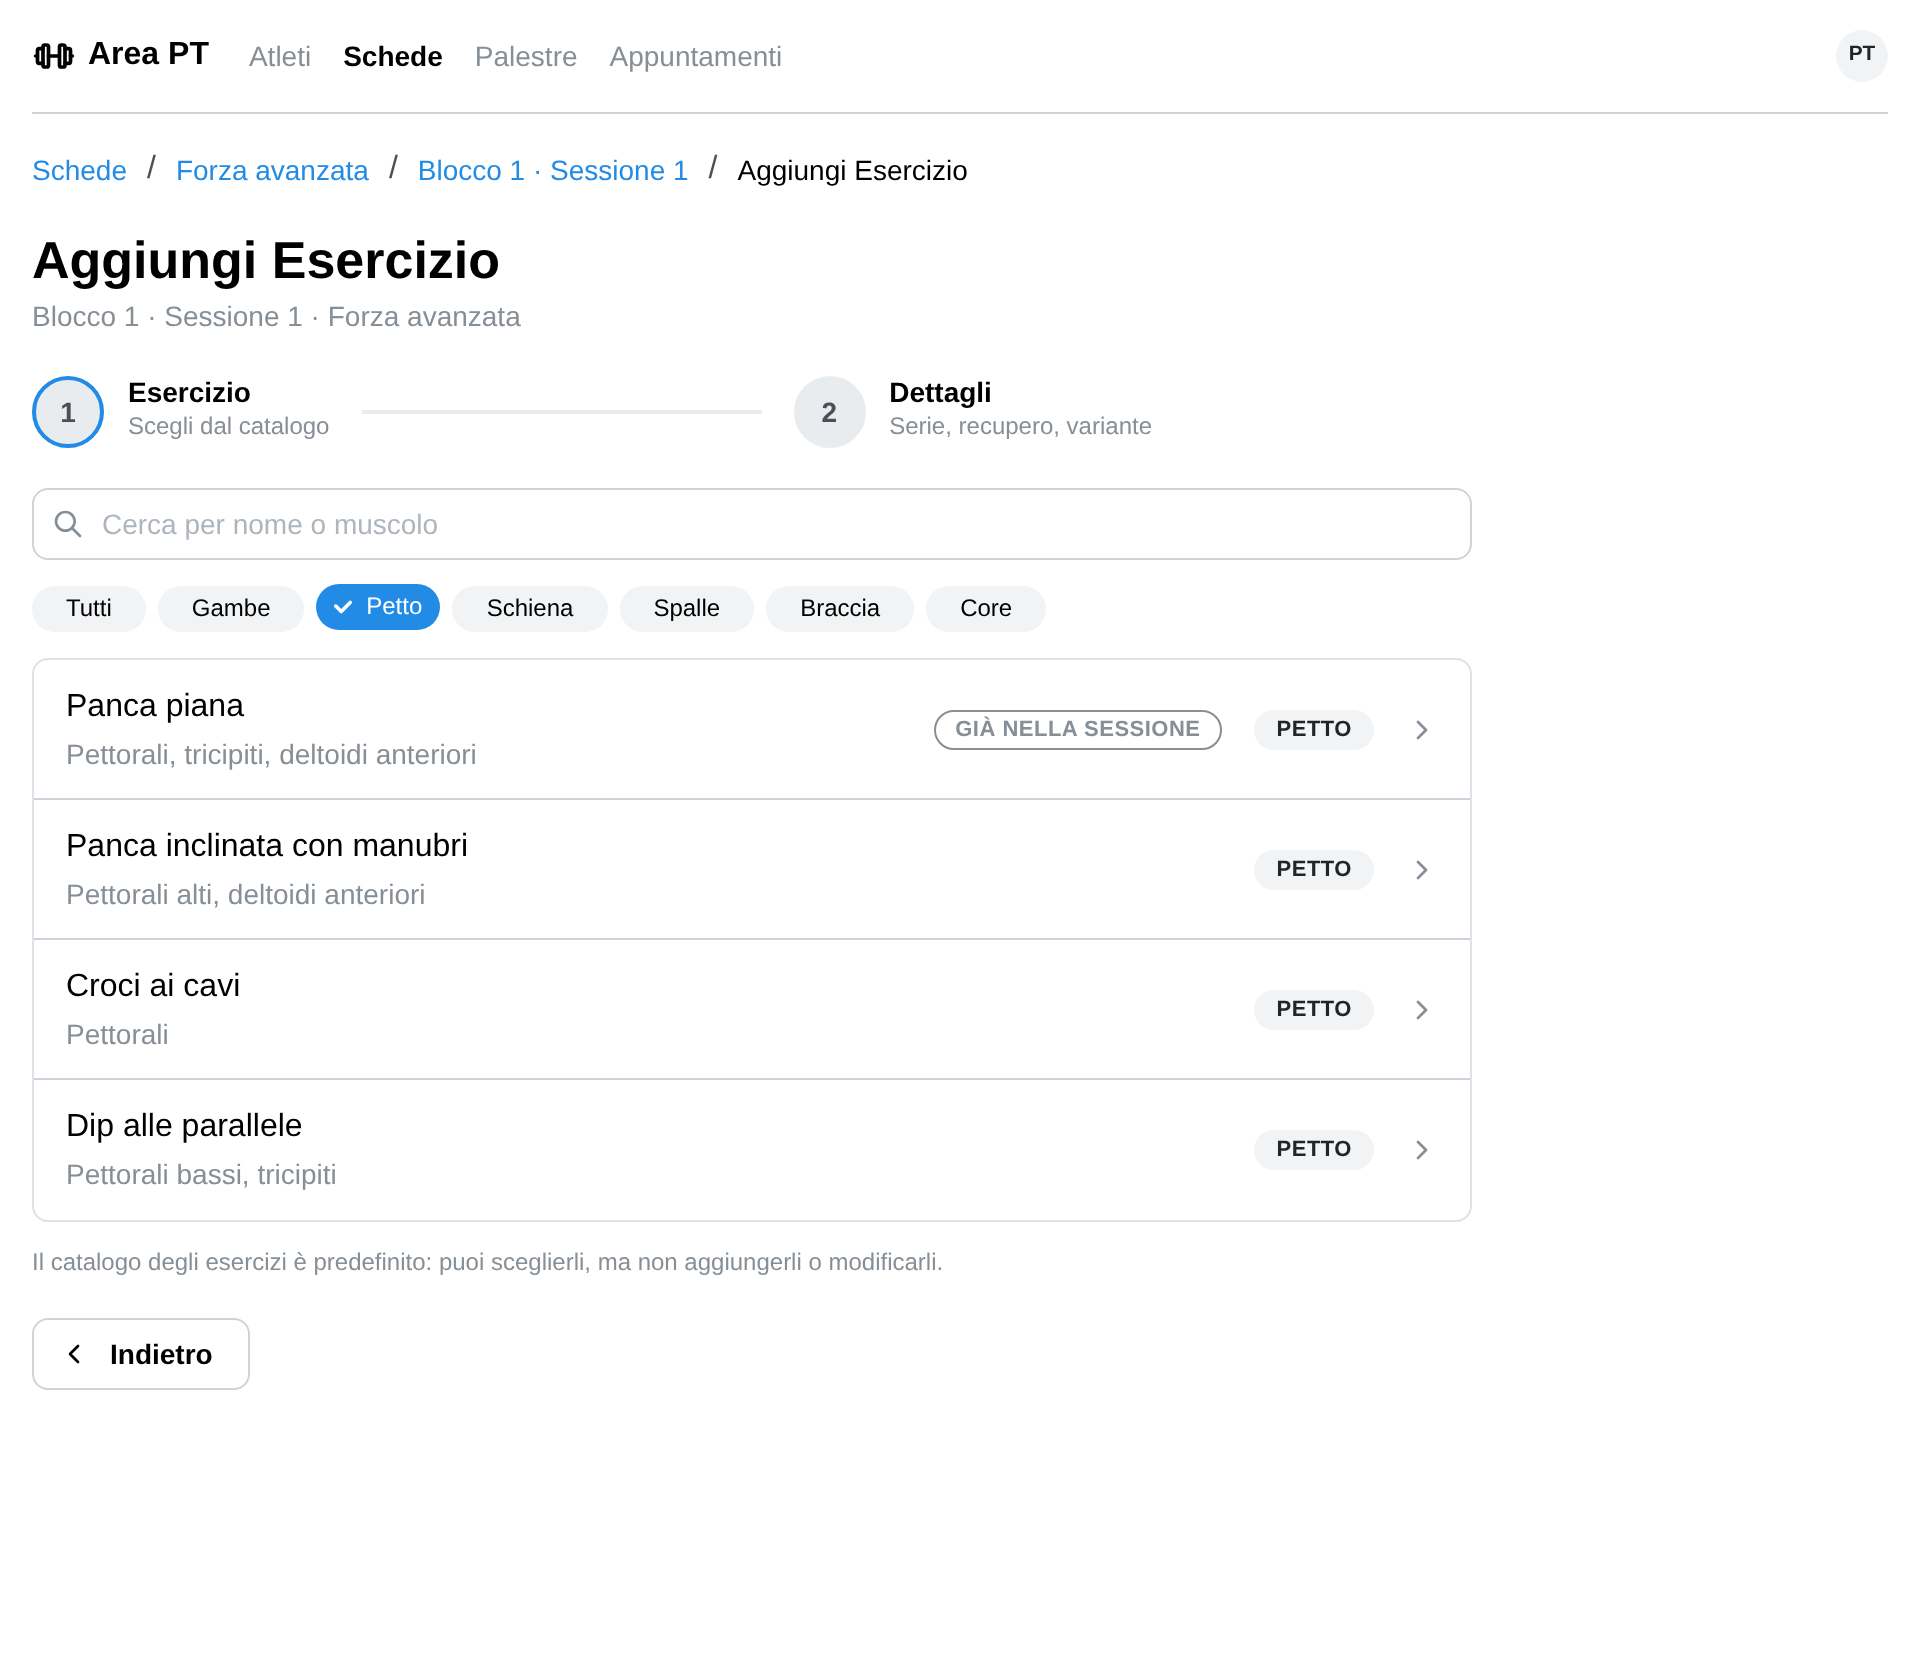 Area PT Atleti Schede Palestre Appuntamenti PT
Schede / Forza avanzata / Blocco 1 · Sessione 1 / Aggiungi Esercizio
Aggiungi Esercizio
Blocco 1 · Sessione 1 · Forza avanzata
1 Esercizio
Scegli dal catalogo
2 Dettagli
Serie, recupero, variante
Cerca per nome o muscolo
Tutti Gambe Petto Schiena Spalle Braccia Core
Panca piana
Pettorali, tricipiti, deltoidi anteriori
GIÀ NELLA SESSIONE PETTO
Panca inclinata con manubri
Pettorali alti, deltoidi anteriori
PETTO
Croci ai cavi
Pettorali
PETTO
Dip alle parallele
Pettorali bassi, tricipiti
PETTO
Il catalogo degli esercizi è predefinito: puoi sceglierli, ma non aggiungerli o modificarli.
Indietro